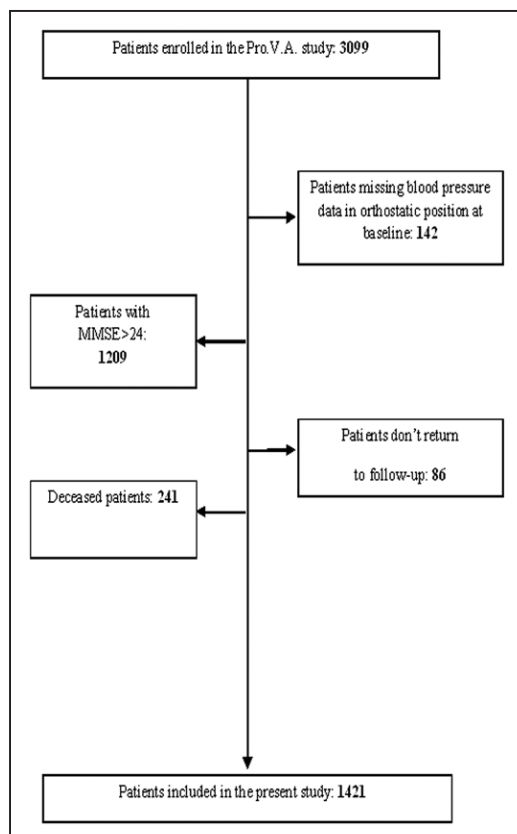 Patients enrolled in the Pro.V.A. study: 3099
Patients missing blood pressure
data in orthostatic position at
baseline: 142
Patients with
MMSE>24:
1209
Patients don't return
to follow-up: 86
Deceased patients: 241
Patients included in the present study: 1421